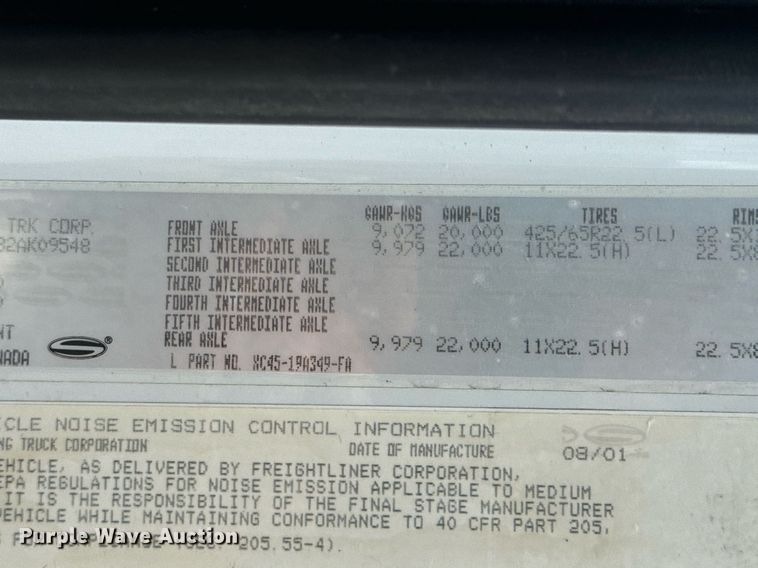 GAWR-KGS GAWR-LBS TIRES RIMS
TRK CORP. FRONT AXLE 9,072 20,000 425/65R22.5(L) 22.5X
32AK09548 FIRST INTERMEDIATE AXLE 9,979 22,000 11X22.5(H) 22.5X8
SECOND INTERMEDIATE AXLE
THIRD INTERMEDIATE AXLE
FOURTH INTERMEDIATE AXLE
FIFTH INTERMEDIATE AXLE
NT REAR AXLE 9,979 22,000 11X22.5(H) 22.5X8
NADA ® L PART NO. XC45-19A349-FA
ICLE NOISE EMISSION CONTROL INFORMATION
NG TRUCK CORPORATION DATE OF MANUFACTURE 08/01
EHICLE, AS DELIVERED BY FREIGHTLINER CORPORATION,
EPA REGULATIONS FOR NOISE EMISSION APPLICABLE TO MEDIUM
IT IS THE RESPONSIBILITY OF THE FINAL STAGE MANUFACTURER
VEHICLE WHILE MAINTAINING CONFORMANCE TO 40 CFR PART 205,
205.55-4).
Purple Wave Auction